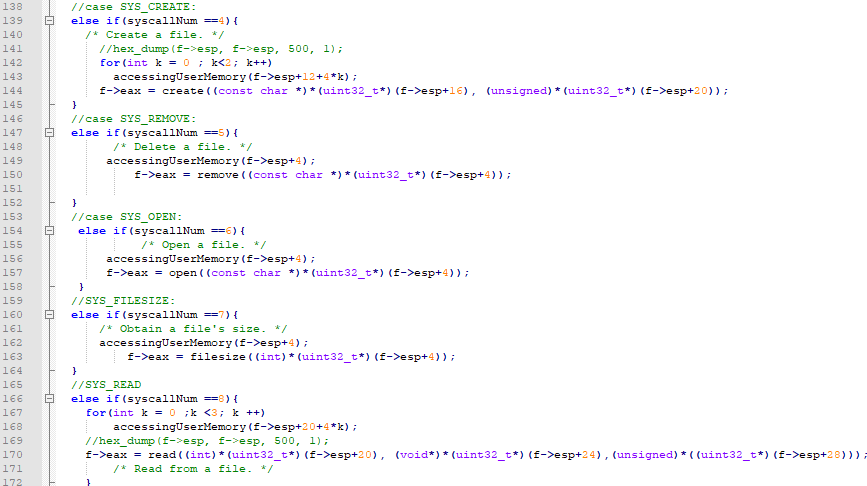 138 //case SYS_CREATE:
139 else if(syscallNum ==4){
140 /* Create a file. */
141 //hex_dump(f->esp, f->esp, 500, 1);
142 for(int k = 0 ; k<2; k++)
143 accessingUserMemory(f->esp+12+4*k);
144 f->eax = create((const char *)*(uint32_t*)(f->esp+16), (unsigned)*(uint32_t*)(f->esp+20));
145 }
146 //case SYS_REMOVE:
147 else if(syscallNum ==5){
148 /* Delete a file. */
149 accessingUserMemory(f->esp+4);
150 f->eax = remove((const char *)*(uint32_t*)(f->esp+4));
151
152 }
153 //case SYS_OPEN:
154 else if(syscallNum ==6){
155 /* Open a file. */
156 accessingUserMemory(f->esp+4);
157 f->eax = open((const char *)*(uint32_t*)(f->esp+4));
158 }
159 //SYS_FILESIZE:
160 else if(syscallNum ==7){
161 /* Obtain a file's size. */
162 accessingUserMemory(f->esp+4);
163 f->eax = filesize((int)*(uint32_t*)(f->esp+4));
164 }
165 //SYS_READ
166 else if(syscallNum ==8){
167 for(int k = 0 ;k <3; k ++)
168 accessingUserMemory(f->esp+20+4*k);
169 //hex_dump(f->esp, f->esp, 500, 1);
170 f->eax = read((int)*(uint32_t*)(f->esp+20), (void*)*(uint32_t*)(f->esp+24),(unsigned)*((uint32_t*)(f->esp+28)));
171 /* Read from a file. */
172 }